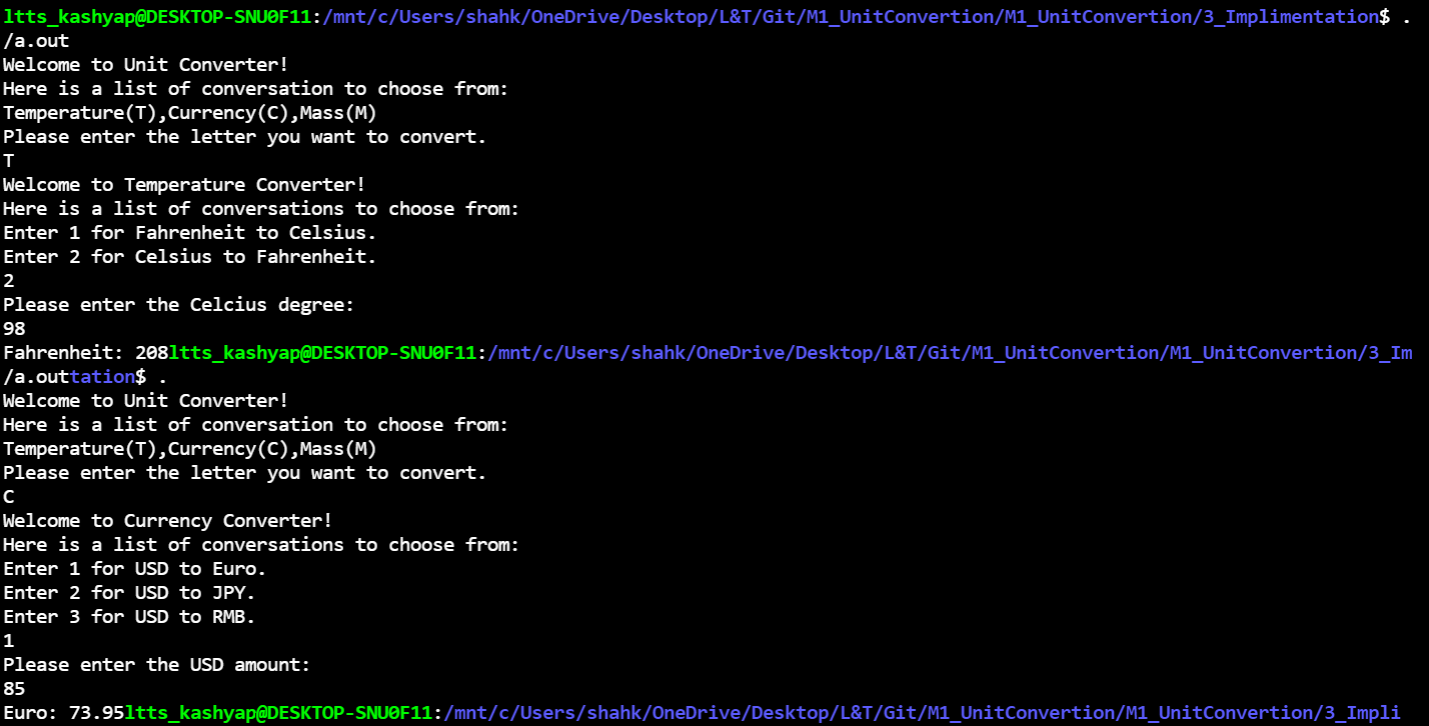 ltts_kashyap@DESKTOP-SNU0F11:/mnt/c/Users/shahk/OneDrive/Desktop/L&T/Git/M1_UnitConvertion/M1_UnitConvertion/3_Implimentation$ .
/a.out
Welcome to Unit Converter!
Here is a list of conversation to choose from:
Temperature(T),Currency(C),Mass(M)
Please enter the letter you want to convert.
T
Welcome to Temperature Converter!
Here is a list of conversations to choose from:
Enter 1 for Fahrenheit to Celsius.
Enter 2 for Celsius to Fahrenheit.
2
Please enter the Celcius degree:
98
Fahrenheit: 208ltts_kashyap@DESKTOP-SNU0F11:/mnt/c/Users/shahk/OneDrive/Desktop/L&T/Git/M1_UnitConvertion/M1_UnitConvertion/3_Im
/a.outtation$ .
Welcome to Unit Converter!
Here is a list of conversation to choose from:
Temperature(T),Currency(C),Mass(M)
Please enter the letter you want to convert.
C
Welcome to Currency Converter!
Here is a list of conversations to choose from:
Enter 1 for USD to Euro.
Enter 2 for USD to JPY.
Enter 3 for USD to RMB.
1
Please enter the USD amount:
85
Euro: 73.95ltts_kashyap@DESKTOP-SNU0F11:/mnt/c/Users/shahk/OneDrive/Desktop/L&T/Git/M1_UnitConvertion/M1_UnitConvertion/3_Impli